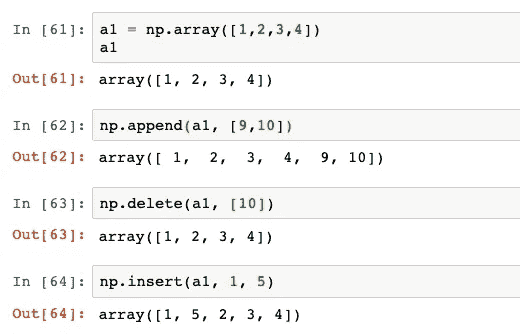 In [61]: a1 = np.array([1,2,3,4])
a1
Out[61]: array([1, 2, 3, 4])
In [62]: np.append(a1, [9,10])
Out[62]: array([ 1,  2,  3,  4,  9, 10])
In [63]: np.delete(a1, [10])
Out[63]: array([1, 2, 3, 4])
In [64]: np.insert(a1, 1, 5)
Out[64]: array([1, 5, 2, 3, 4])